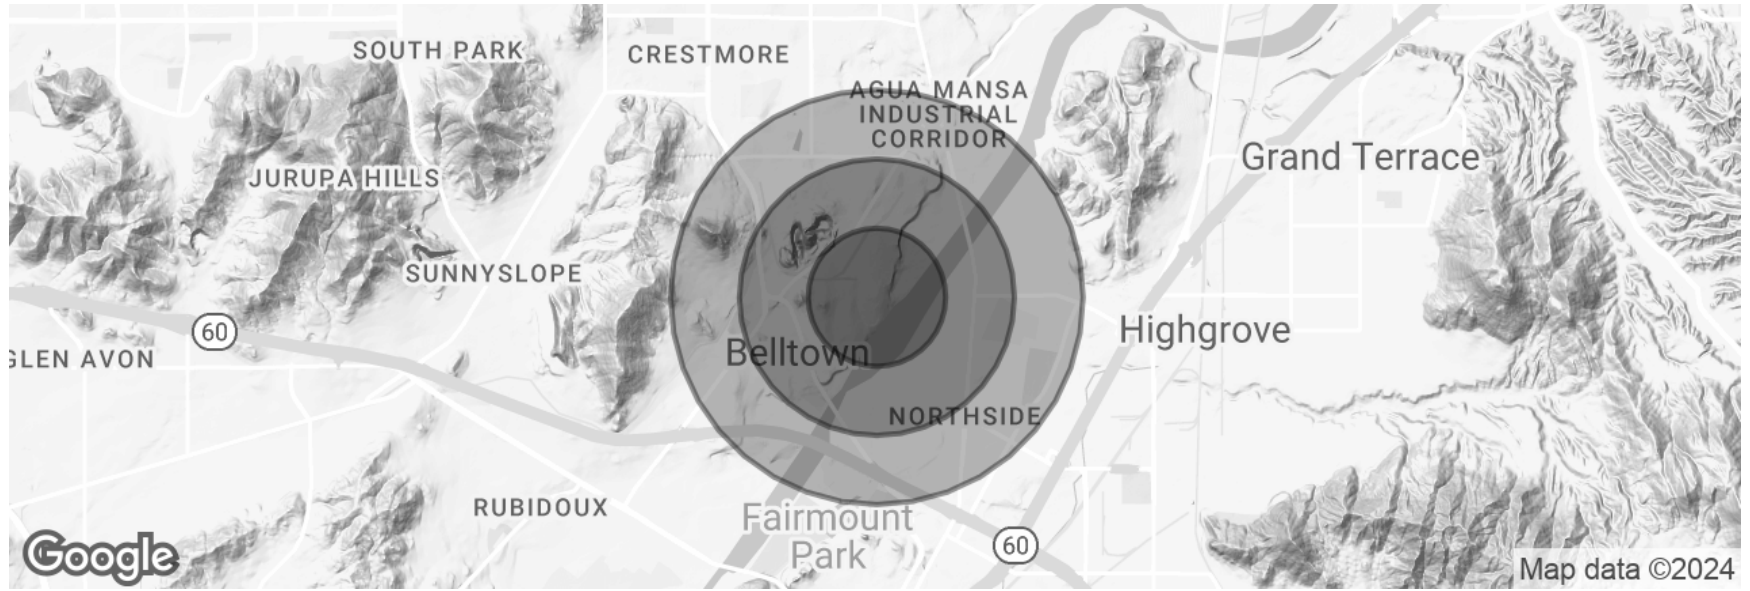 SOUTH PARK
CRESTMORE
AGUA MANSA
INDUSTRIAL
CORRIDOR
Grand Terrace
JURUPA HILLS
SUNNYSLOPE
60
Highgrove
GLEN AVON
Belltown
NORTHSIDE
RUBIDOUX
Fairmount
Park
60
Google
Map data ©2024